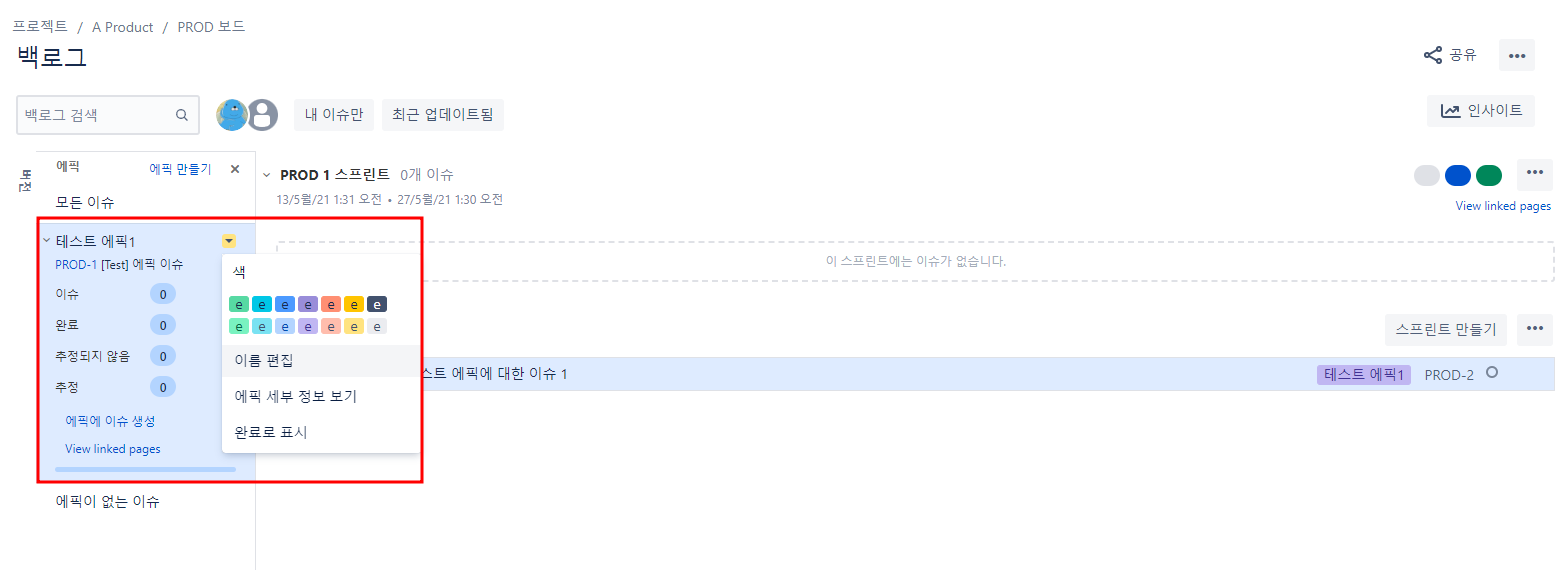 프로젝트 / A Product / PROD 보드
백로그
공유
백로그 검색
내 이슈만
최근 업데이트됨
인사이트
버전
에픽
에픽 만들기
모든 이슈
테스트 에픽1
PROD-1 [Test] 에픽 이슈
이슈 0
완료 0
추정되지 않음 0
추정 0
에픽에 이슈 생성
View linked pages
에픽이 없는 이슈
색
e e e e e e e
e e e e e e e
이름 편집
에픽 세부 정보 보기
완료로 표시
PROD 1 스프린트 0개 이슈
13/5월/21 1:31 오전 • 27/5월/21 1:30 오전
View linked pages
이 스프린트에는 이슈가 없습니다.
스프린트 만들기
스트 에픽에 대한 이슈 1
테스트 에픽1 PROD-2